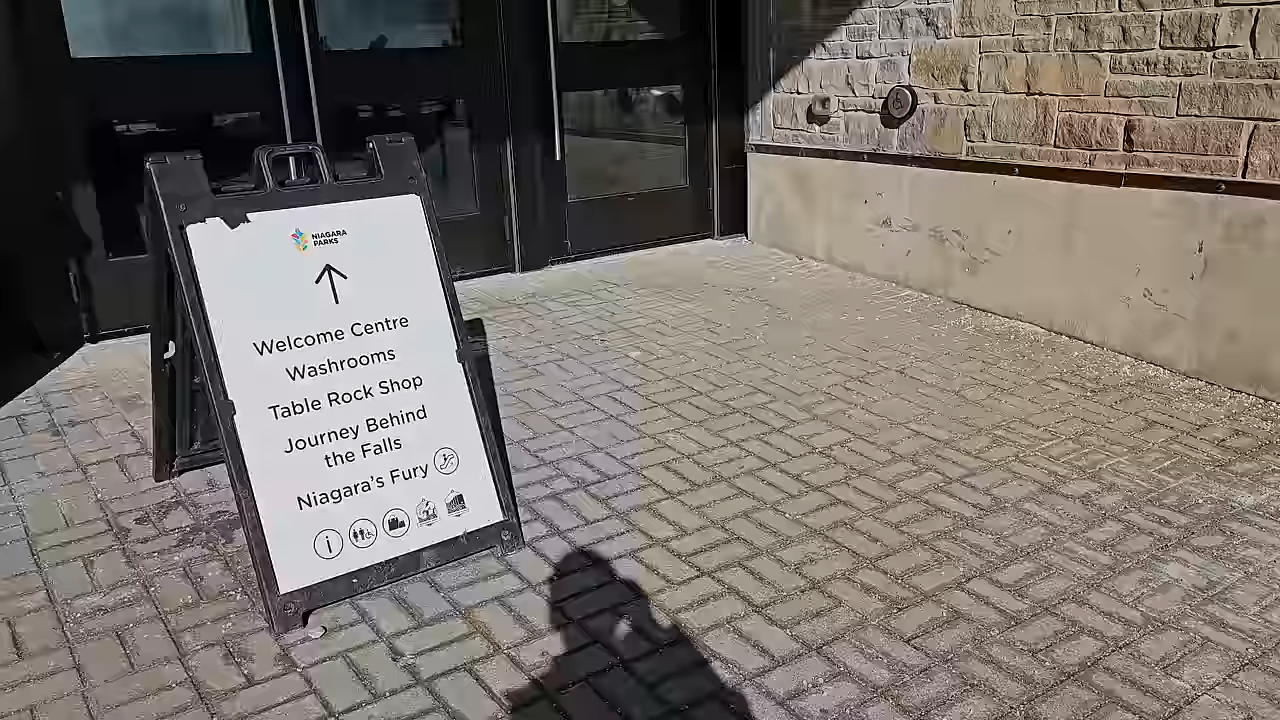 NIAGARA
PARKS
Welcome Centre
Washrooms
Table Rock Shop
Journey Behind
the Falls
Niagara's Fury
i